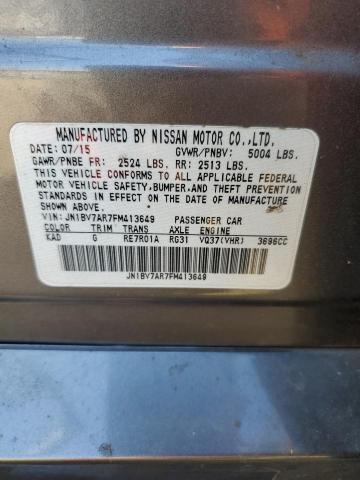 MANUFACTURED BY NISSAN MOTOR CO.,LTD.
DATE: 07/15 GVWR/PNBV: 5004 LBS.
GAWR/PNBE FR: 2524 LBS. RR: 2513 LBS.
THIS VEHICLE CONFORMS TO ALL APPLICABLE FEDERAL
MOTOR VEHICLE SAFETY, BUMPER, AND THEFT PREVENTION
STANDARDS IN EFFECT ON THE DATE OF MANUFACTURE
SHOWN ABOVE.
VIN: JN1BV7AR7FM413649 PASSENGER CAR
COLOR TRIM TRANS AXLE ENGINE
KAD G RE7R01A RG31 VQ37(VHR) 3696CC
JN1BV7AR7FM413649